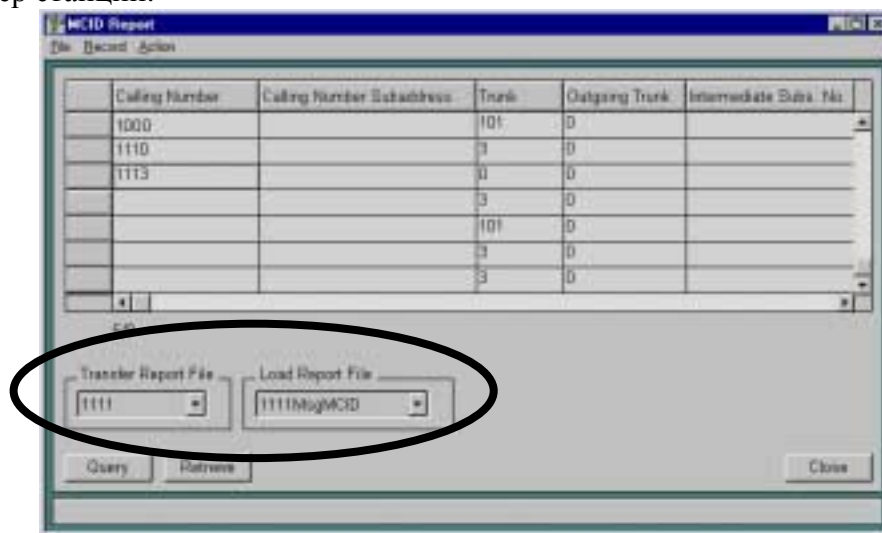 ер станции.
MCID Report
File Record Action
Calling Number Calling Number Subaddress Trunk Outgoing Trunk Intermediate Subs. No.
1000 101 0
1110 3 0
1113 0 0
3 0
101 0
3 0
3 0
Transfer Report File Load Report File
1111 1111MsgMCID
Query Retrieve Close